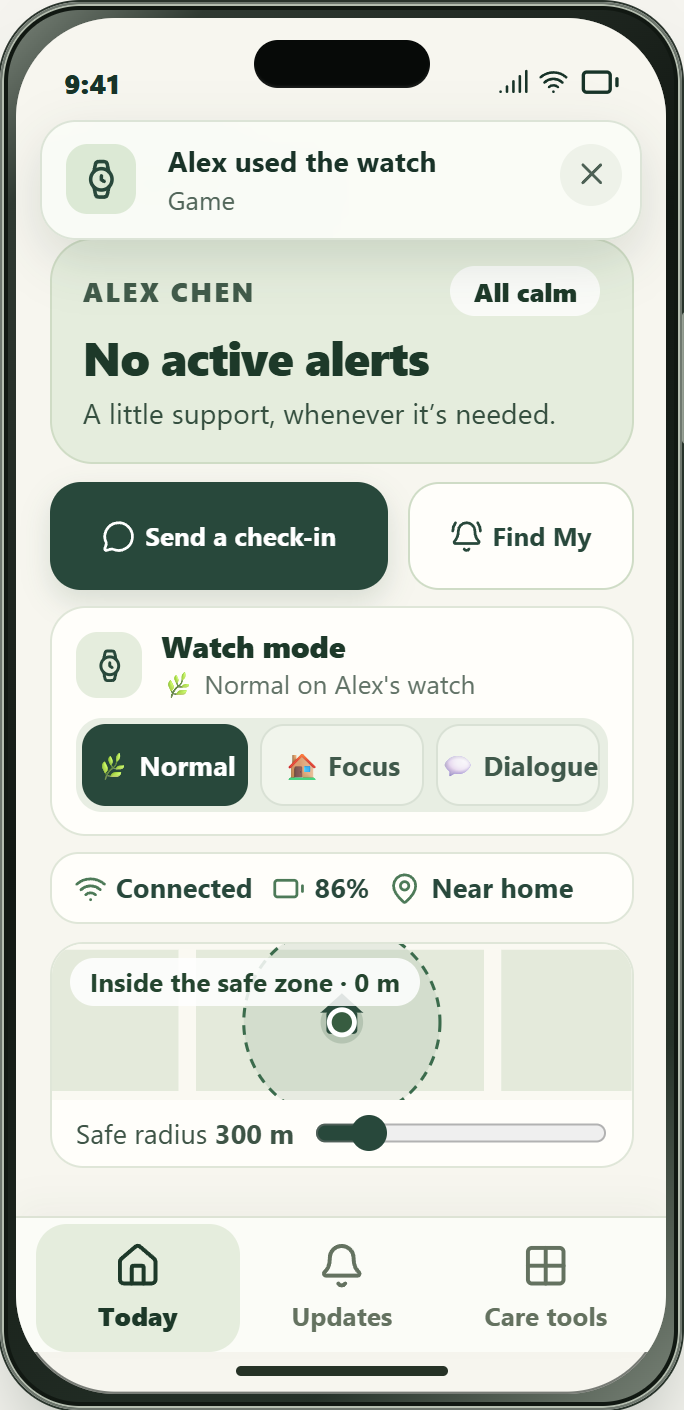 9:41
Alex used the watch
Game
ALEX CHEN
All calm
No active alerts
A little support, whenever it’s needed.
Send a check-in
Find My
Watch mode
Normal on Alex's watch
Normal
Focus
Dialogue
Connected
86%
Near home
Inside the safe zone · 0 m
Safe radius 300 m
Today
Updates
Care tools